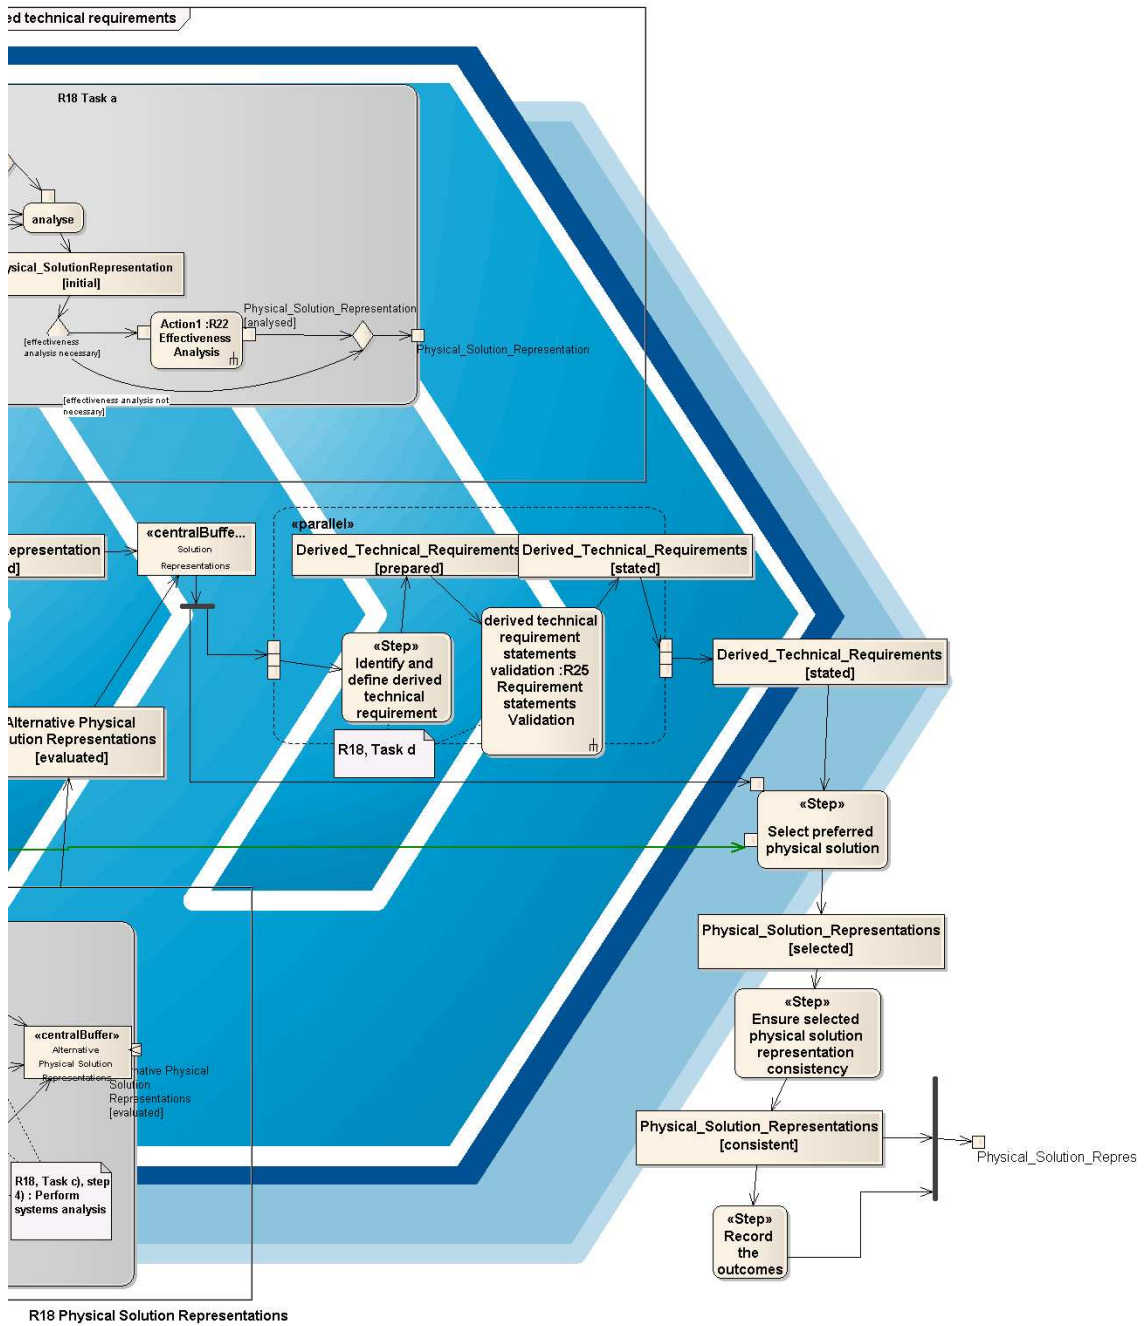 ed technical requirements
R18 Task a
analyse
ysical_SolutionRepresentation
[initial]
Physical_Solution_Representation
[analysed]
Action1 :R22
Effectiveness
Analysis
[effectiveness
analysis necessary]
Physical_Solution_Representation
[effectiveness analysis not
necessary]
«parallel»
«centralBuffe...
Solution
Representations
Representation
d]
Derived_Technical_Requirements
[prepared]
Derived_Technical_Requirements
[stated]
«Step»
Identify and
define derived
technical
requirement
derived technical
requirement
statements
validation :R25
Requirement
statements
Validation
Derived_Technical_Requirements
[stated]
Alternative Physical
olution Representations
[evaluated]
R18, Task d
«Step»
Select preferred
physical solution
Physical_Solution_Representations
[selected]
«Step»
Ensure selected
physical solution
representation
consistency
«centralBuffer»
Alternative
Physical Solution
Representations
native Physical
Solution
Representations
[evaluated]
Physical_Solution_Representations
[consistent]
Physical_Solution_Repres
R18, Task c), step
4) : Perform
systems analysis
«Step»
Record
the
outcomes
R18 Physical Solution Representations